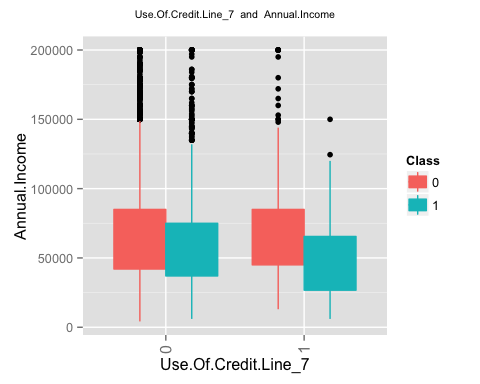 Use.Of.Credit.Line_7 and Annual.Income
200000
150000
100000
50000
0
Annual.Income
0
1
Use.Of.Credit.Line_7
Class
0
1